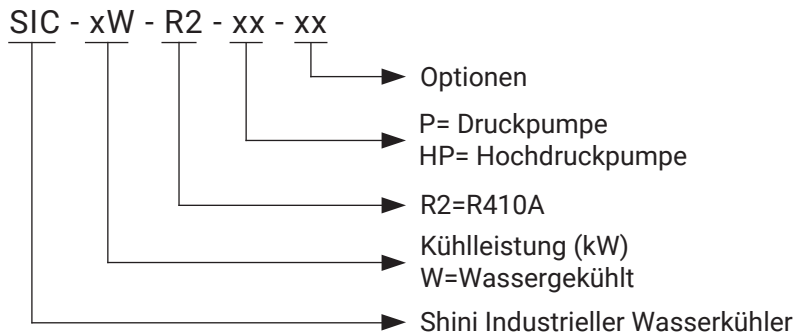 SIC - xW - R2 - xx - xx
Optionen
P= Druckpumpe
HP= Hochdruckpumpe
R2=R410A
Kühlleistung (kW)
W=Wassergekühlt
Shini Industrieller Wasserkühler